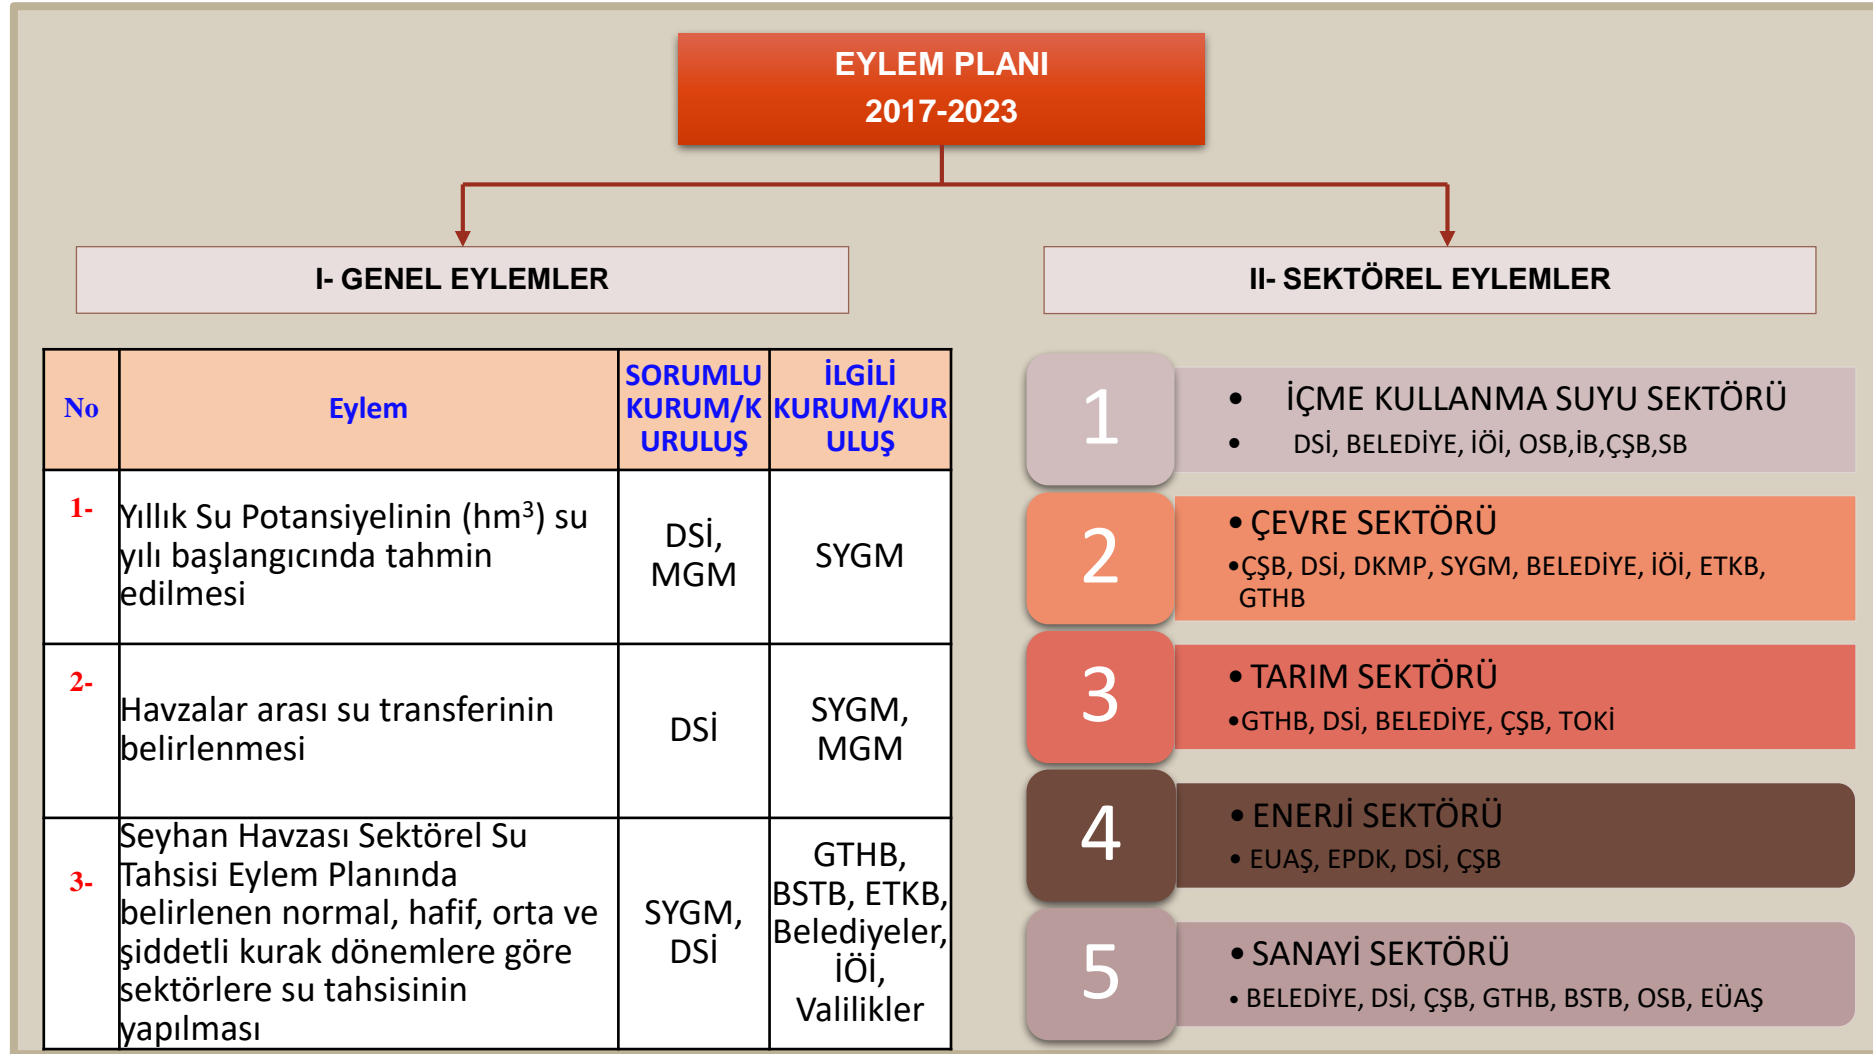 EYLEM PLANI
2017-2023
I- GENEL EYLEMLER
II- SEKTÖREL EYLEMLER
No
Eylem
SORUMLU
KURUM/K
URULUŞ
İLGİLİ
KURUM/KUR
ULUŞ
1-
Yıllık Su Potansiyelinin (hm³) su
yılı başlangıcında tahmin
edilmesi
DSİ,
MGM
SYGM
2-
Havzalar arası su transferinin
belirlenmesi
DSİ
SYGM,
MGM
3-
Seyhan Havzası Sektörel Su
Tahsisi Eylem Planında
belirlenen normal, hafif, orta ve
şiddetli kurak dönemlere göre
sektörlere su tahsisinin
yapılması
SYGM,
DSİ
GTHB,
BSTB, ETKB,
Belediyeler,
İÖİ,
Valilikler
1
• İÇME KULLANMA SUYU SEKTÖRÜ
• DSİ, BELEDİYE, İÖİ, OSB,İB,ÇŞB,SB
2
• ÇEVRE SEKTÖRÜ
•ÇŞB, DSİ, DKMP, SYGM, BELEDİYE, İÖİ, ETKB,
GTHB
3
• TARIM SEKTÖRÜ
•GTHB, DSİ, BELEDİYE, ÇŞB, TOKİ
4
• ENERJİ SEKTÖRÜ
• EUAŞ, EPDK, DSİ, ÇŞB
5
• SANAYİ SEKTÖRÜ
• BELEDİYE, DSİ, ÇŞB, GTHB, BSTB, OSB, EÜAŞ